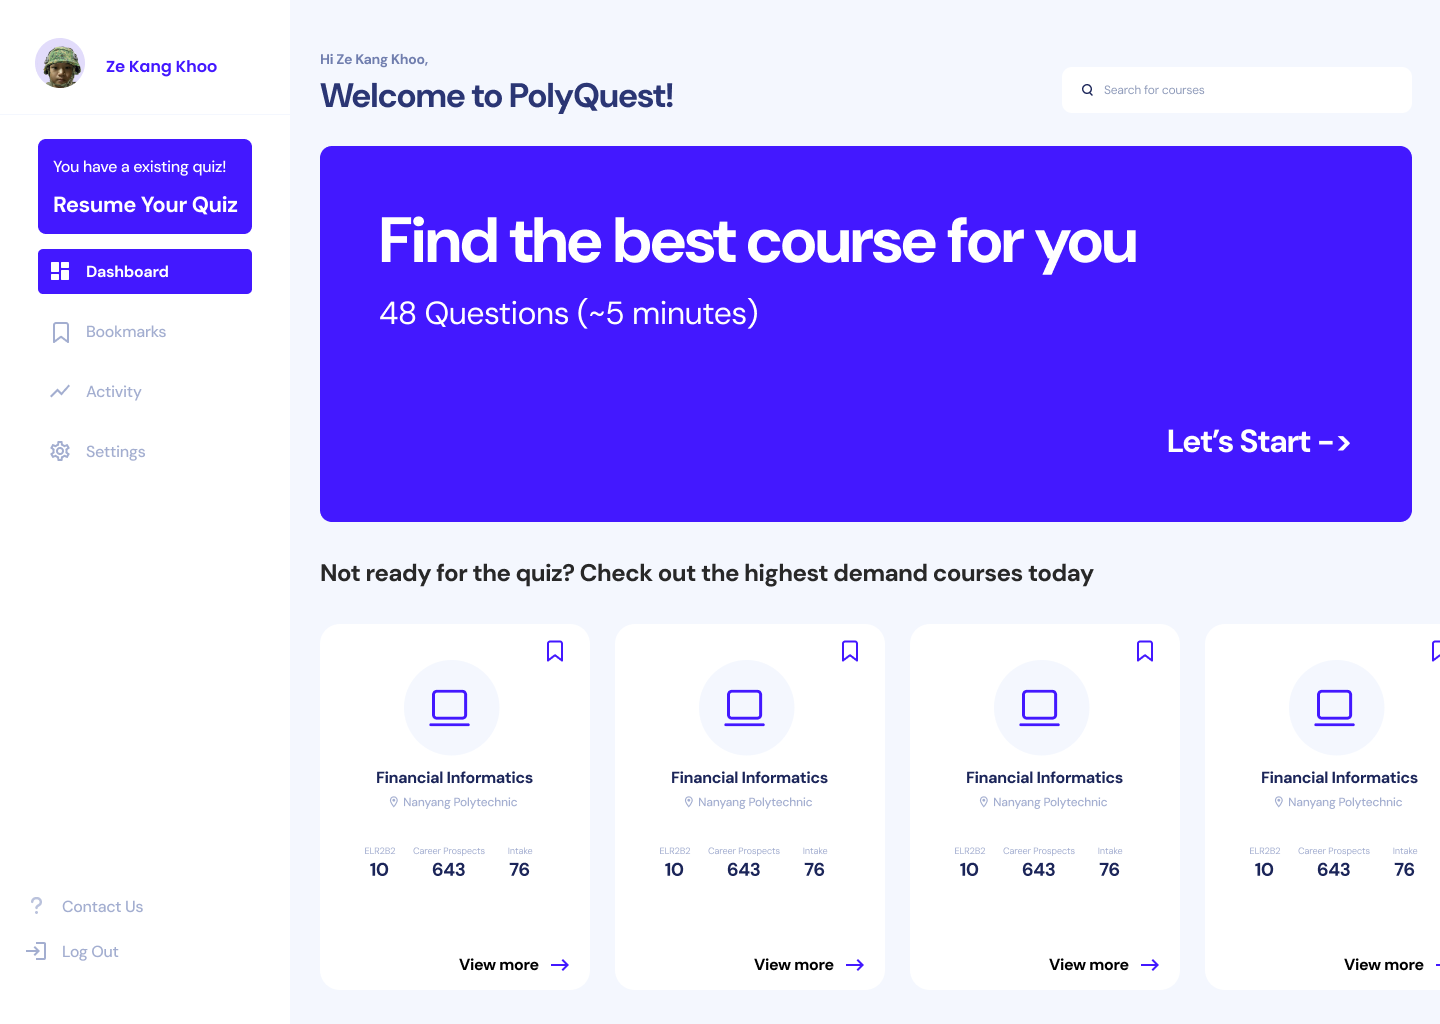 Ze Kang Khoo
You have a existing quiz!
Resume Your Quiz
Dashboard
Bookmarks
Activity
Settings
Contact Us
Log Out
Hi Ze Kang Khoo,
Welcome to PolyQuest!
Search for courses
Find the best course for you
48 Questions (~5 minutes)
Let's Start ->
Not ready for the quiz? Check out the highest demand courses today
Financial Informatics
Nanyang Polytechnic
ELR2B2 Career Prospects Intake
10 643 76
View more
Financial Informatics
Nanyang Polytechnic
ELR2B2 Career Prospects Intake
10 643 76
View more
Financial Informatics
Nanyang Polytechnic
ELR2B2 Career Prospects Intake
10 643 76
View more
Financial Informatics
Nanyang Polytechnic
ELR2B2 Career Prospects Intake
10 643 76
View more